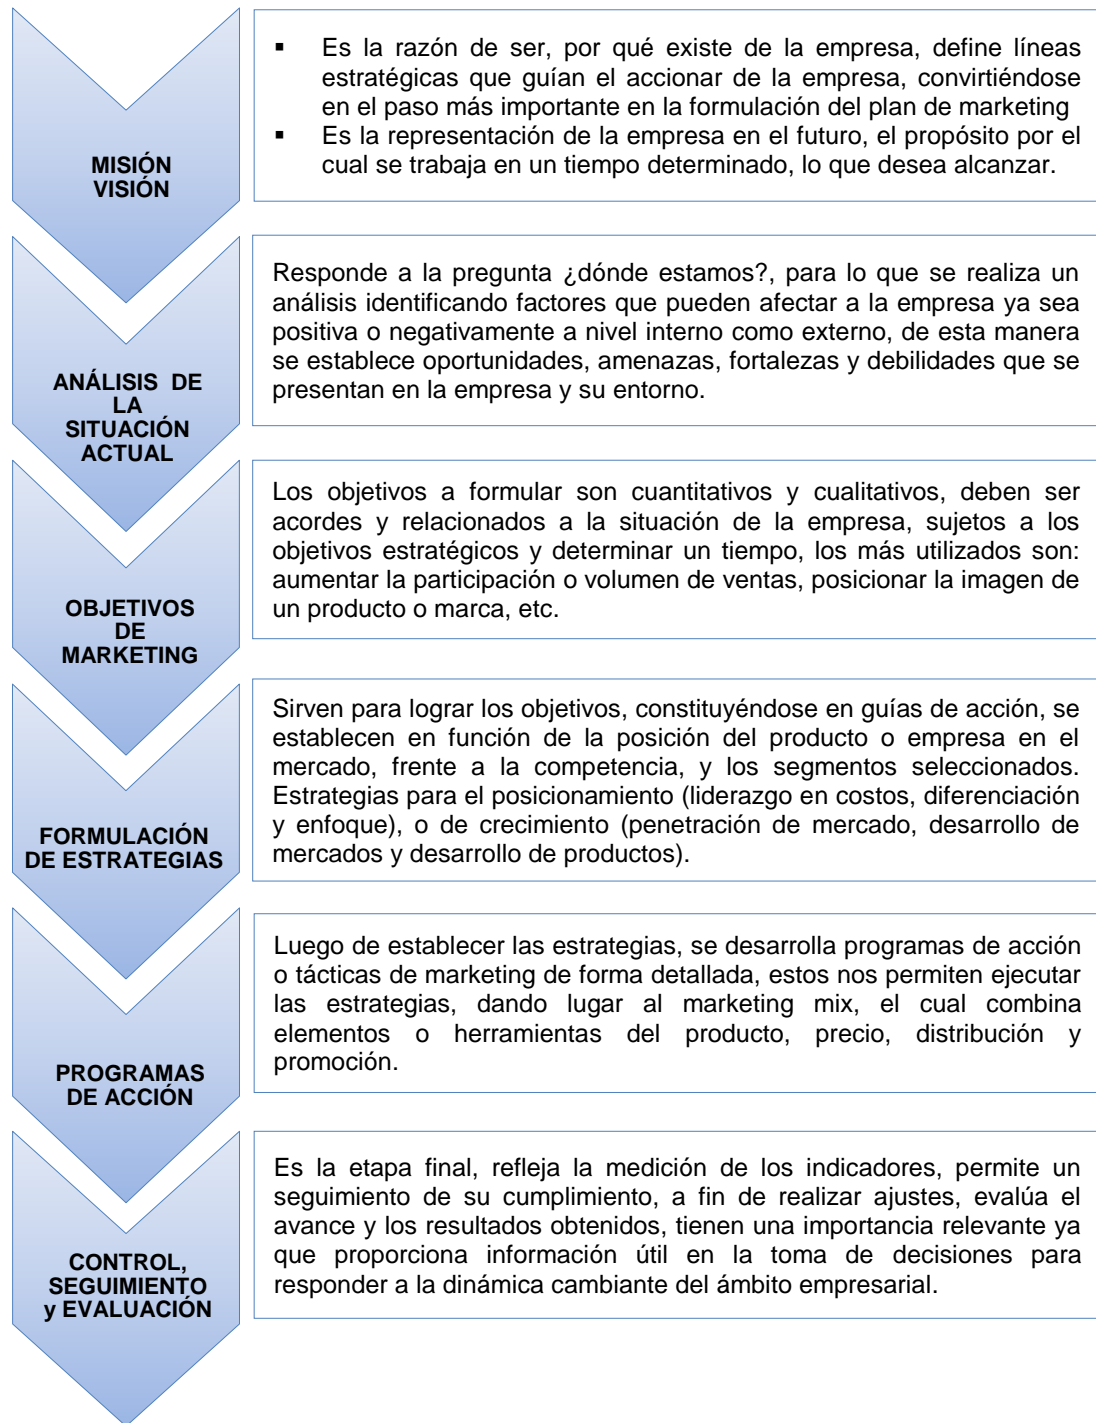 MISIÓN
VISIÓN
▪ Es la razón de ser, por qué existe de la empresa, define líneas
estratégicas que guían el accionar de la empresa, convirtiéndose
en el paso más importante en la formulación del plan de marketing
▪ Es la representación de la empresa en el futuro, el propósito por el
cual se trabaja en un tiempo determinado, lo que desea alcanzar.
ANÁLISIS DE
LA
SITUACIÓN
ACTUAL
Responde a la pregunta ¿dónde estamos?, para lo que se realiza un
análisis identificando factores que pueden afectar a la empresa ya sea
positiva o negativamente a nivel interno como externo, de esta manera
se establece oportunidades, amenazas, fortalezas y debilidades que se
presentan en la empresa y su entorno.
OBJETIVOS
DE
MARKETING
Los objetivos a formular son cuantitativos y cualitativos, deben ser
acordes y relacionados a la situación de la empresa, sujetos a los
objetivos estratégicos y determinar un tiempo, los más utilizados son:
aumentar la participación o volumen de ventas, posicionar la imagen de
un producto o marca, etc.
FORMULACIÓN
DE ESTRATEGIAS
Sirven para lograr los objetivos, constituyéndose en guías de acción, se
establecen en función de la posición del producto o empresa en el
mercado, frente a la competencia, y los segmentos seleccionados.
Estrategias para el posicionamiento (liderazgo en costos, diferenciación
y enfoque), o de crecimiento (penetración de mercado, desarrollo de
mercados y desarrollo de productos).
PROGRAMAS
DE ACCIÓN
Luego de establecer las estrategias, se desarrolla programas de acción
o tácticas de marketing de forma detallada, estos nos permiten ejecutar
las estrategias, dando lugar al marketing mix, el cual combina
elementos o herramientas del producto, precio, distribución y
promoción.
CONTROL,
SEGUIMIENTO
y EVALUACIÓN
Es la etapa final, refleja la medición de los indicadores, permite un
seguimiento de su cumplimiento, a fin de realizar ajustes, evalúa el
avance y los resultados obtenidos, tienen una importancia relevante ya
que proporciona información útil en la toma de decisiones para
responder a la dinámica cambiante del ámbito empresarial.